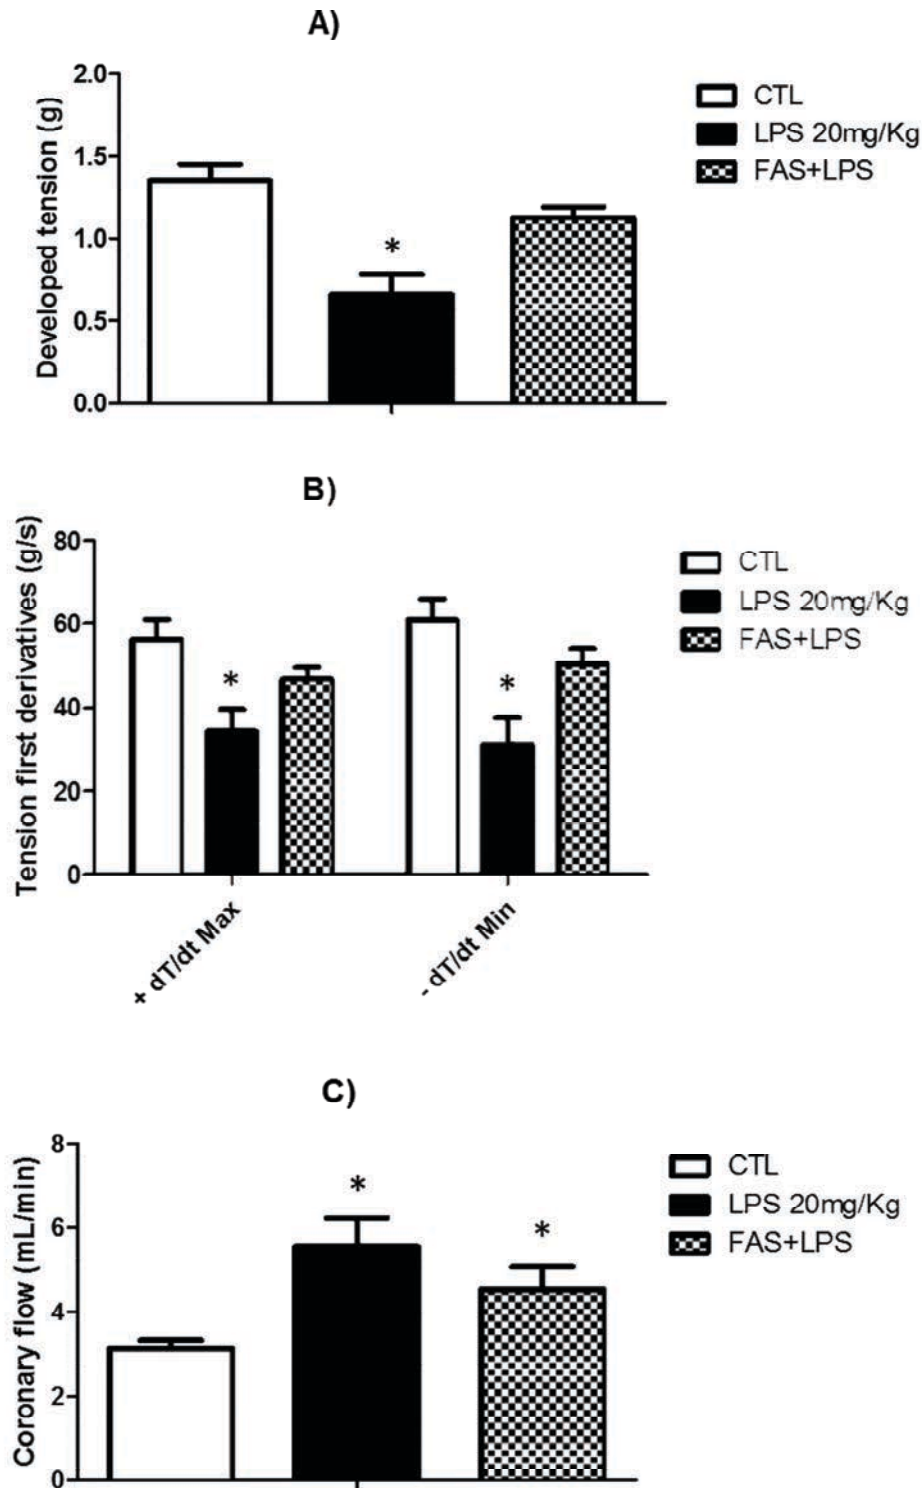 A)
Developed tension (g)
2.0
1.5
1.0
0.5
0.0
*
CTL
LPS 20mg/Kg
FAS+LPS
B)
Tension first derivatives (g/s)
80
60
40
20
0
*
*
CTL
LPS 20mg/Kg
FAS+LPS
+ dT/dt Max
- dT/dt Min
C)
Coronary flow (mL/min)
8
6
4
2
0
*
*
CTL
LPS 20mg/Kg
FAS+LPS